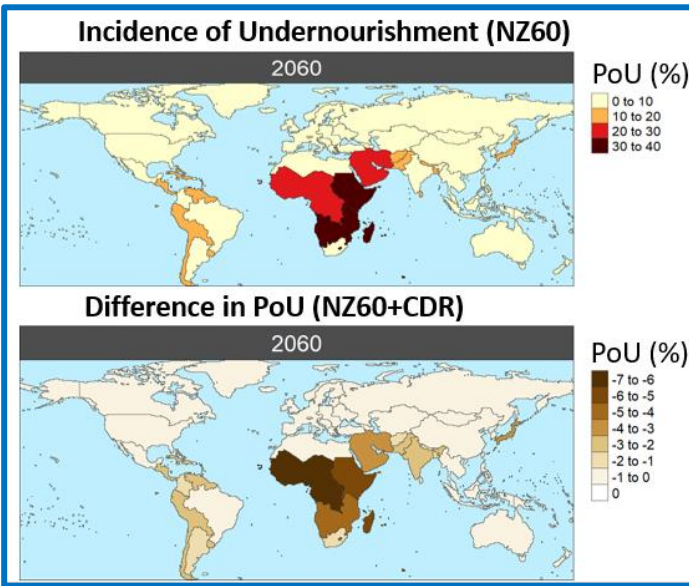 Incidence of Undernourishment (NZ60)
2060
PoU (%)
0 to 10
10 to 20
20 to 30
30 to 40
Difference in PoU (NZ60+CDR)
2060
PoU (%)
-7 to -6
-6 to -5
-5 to -4
-4 to -3
-3 to -2
-2 to -1
-1 to 0
0